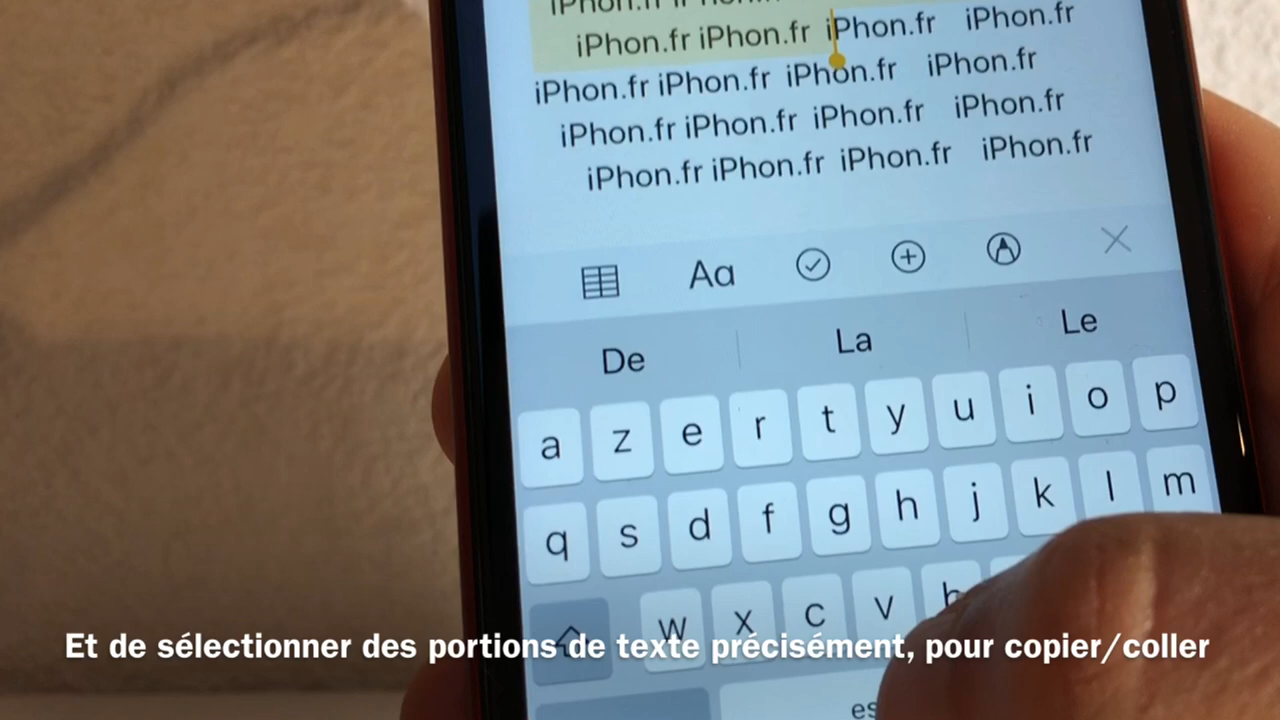 iPhon.fr iPhon.fr iPhon.fr iPhon.fr
iPhon.fr iPhon.fr iPhon.fr iPhon.fr
iPhon.fr iPhon.fr iPhon.fr iPhon.fr
iPhon.fr iPhon.fr iPhon.fr iPhon.fr
Aa
De La Le
a z e r t y u i o p
q s d f g h j k l m
w x c v b
Et de sélectionner des portions de texte précisément, pour copier/coller